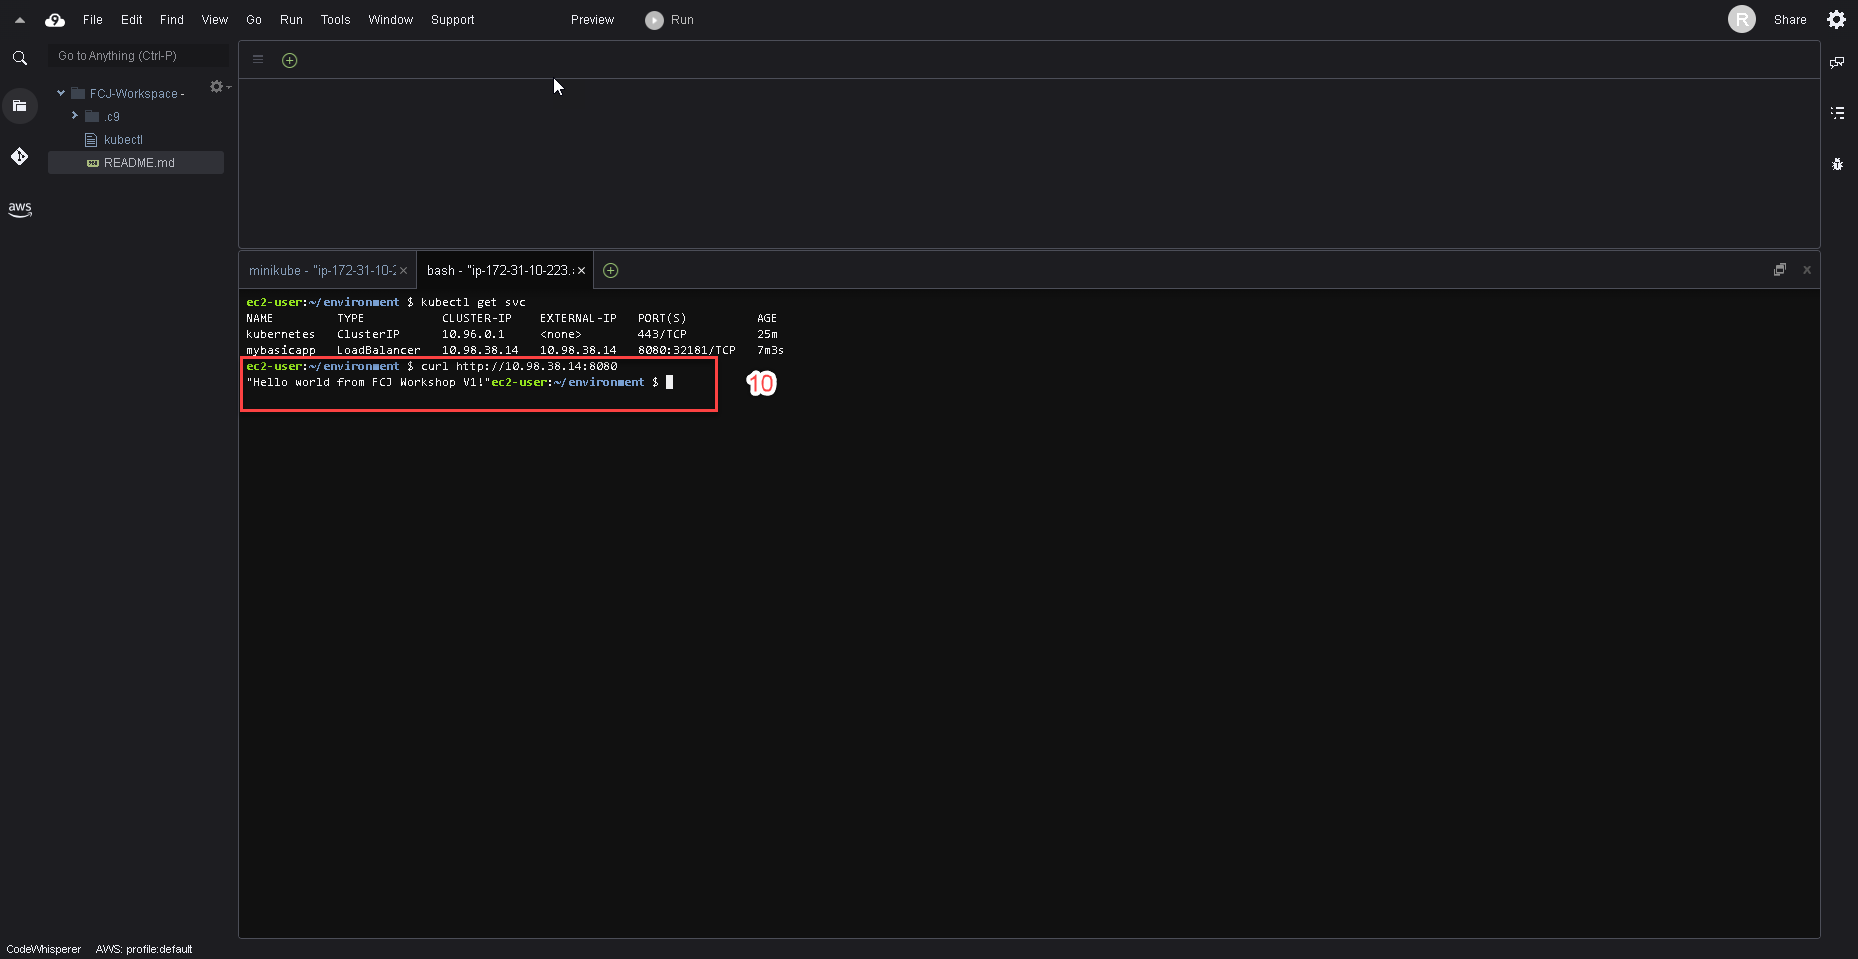 File Edit Find View Go Run Tools Window Support Preview Run R Share
9
Go to Anything (Ctrl-P)
FCJ-Workspace -
.c9
kubectl
README.md
aws
minikube - "ip-172-31-10-2
bash - "ip-172-31-10-223.
ec2-user:~/environment $ kubectl get svc
NAME TYPE CLUSTER-IP EXTERNAL-IP PORT(S) AGE
kubernetes ClusterIP 10.96.0.1 <none> 443/TCP 25m
mybasicapp LoadBalancer 10.98.38.14 10.98.38.14 8080:32181/TCP 7m3s
ec2-user:~/environment $ curl http://10.98.38.14:8080
"Hello world from FCJ Workshop V1!"ec2-user:~/environment $
10
CodeWhisperer AWS: profile:default